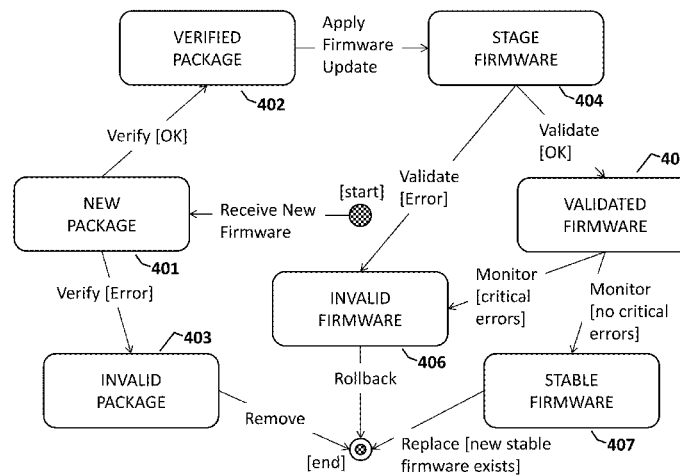 VERIFIED
PACKAGE
402
Apply
Firmware
Update
STAGE
FIRMWARE
404
Verify [OK]
Validate
[OK]
NEW
PACKAGE
401
Receive New
Firmware
[start]
Validate
[Error]
VALIDATED
FIRMWARE
Verify [Error]
INVALID
FIRMWARE
406
Monitor
[critical
errors]
Monitor
[no critical
errors]
403
INVALID
PACKAGE
Remove
Rollback
STABLE
FIRMWARE
407
[end]
Replace [new stable
firmware exists]